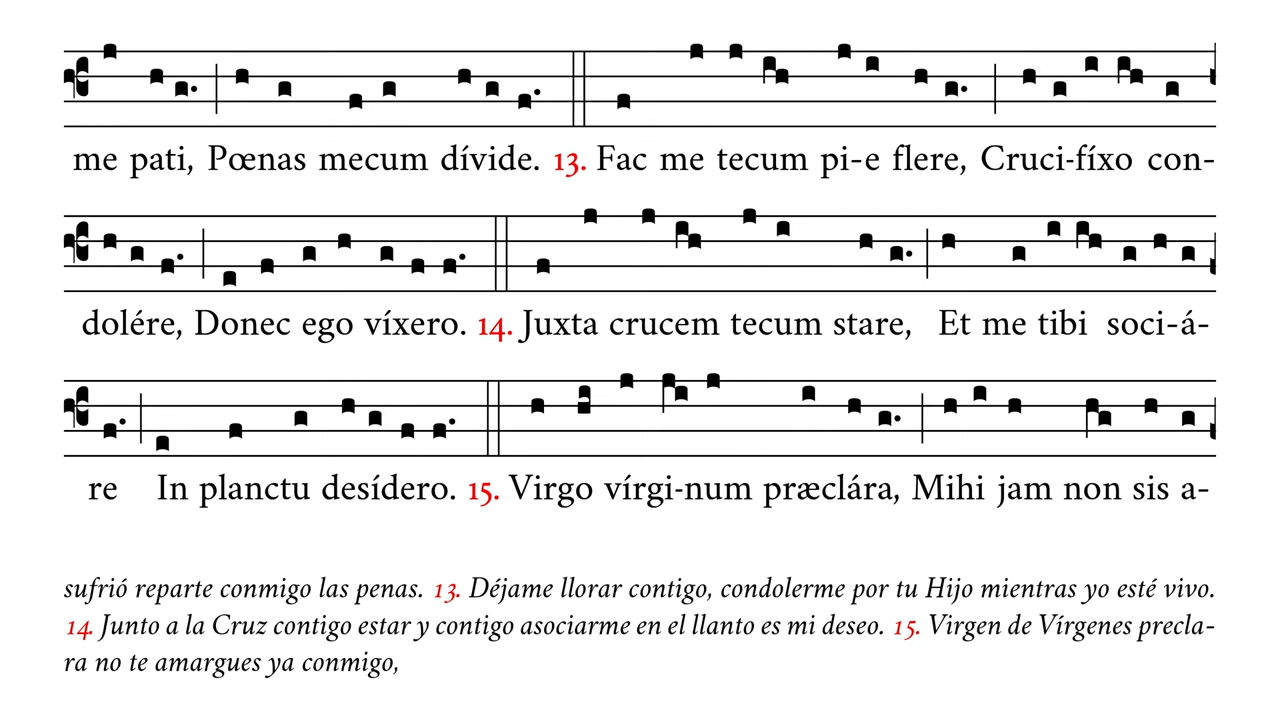 me pati, Pœnas mecum dívide. 13. Fac me tecum pi-e flere, Cruci-fíxo con-
dolére, Donec ego víxero. 14. Juxta crucem tecum stare, Et me tibi soci-á-
re In planctu desídero. 15. Virgo vírgi-num præclára, Mihi jam non sis a-
sufrió reparte conmigo las penas. 13. Déjame llorar contigo, condolerme por tu Hijo mientras yo esté vivo.
14. Junto a la Cruz contigo estar y contigo asociarme en el llanto es mi deseo. 15. Virgen de Vírgenes precla-
ra no te amargues ya conmigo,